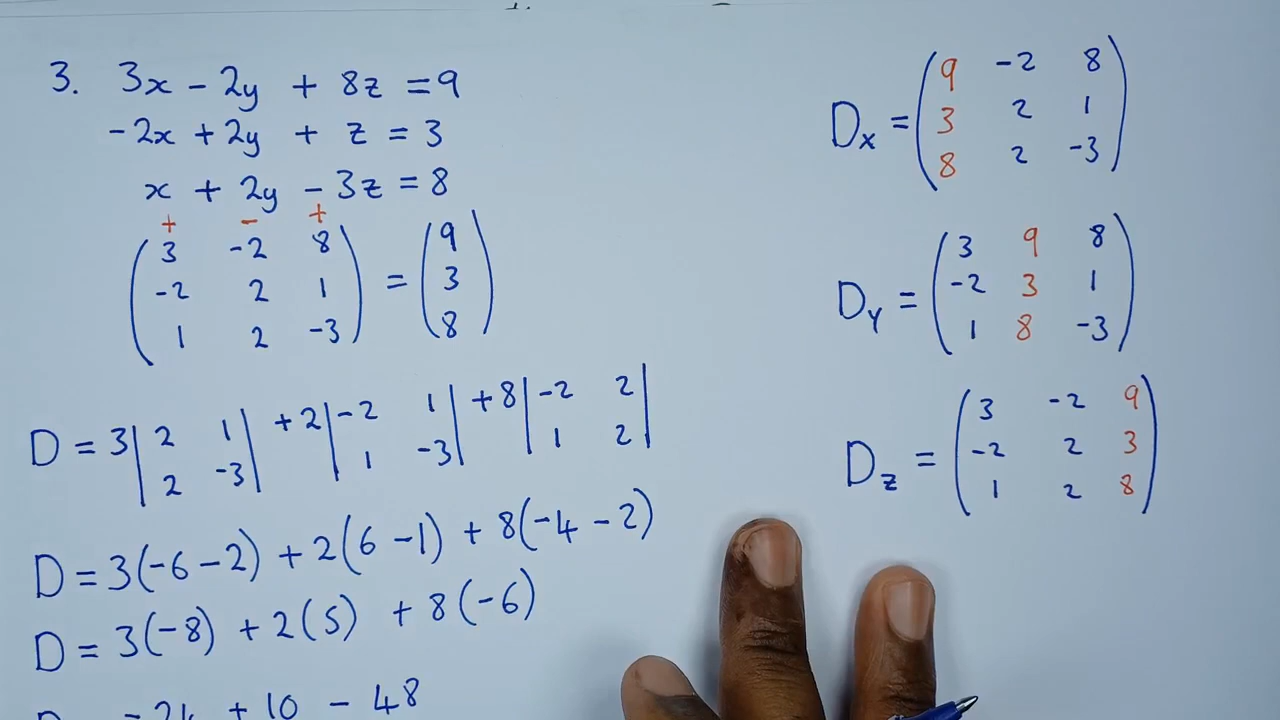 3. 3x - 2y + 8z = 9
-2x + 2y + z = 3
x + 2y - 3z = 8
+ - +
( 3 -2 8 ) ( 9 )
( -2 2 1 ) = ( 3 )
( 1 2 -3 ) ( 8 )
D = 3 | 2 1 | + 2 | -2 1 | + 8 | -2 2 |
| 2 -3 | | 1 -3 | | 1 2 |
D = 3(-6 - 2) + 2(6 - 1) + 8(-4 - 2)
D = 3(-8) + 2(5) + 8(-6)
-24 + 10 - 48
( 9 -2 8 )
Dx = ( 3 2 1 )
( 8 2 -3 )
( 3 9 8 )
Dy = ( -2 3 1 )
( 1 8 -3 )
( 3 -2 9 )
Dz = ( -2 2 3 )
( 1 2 8 )